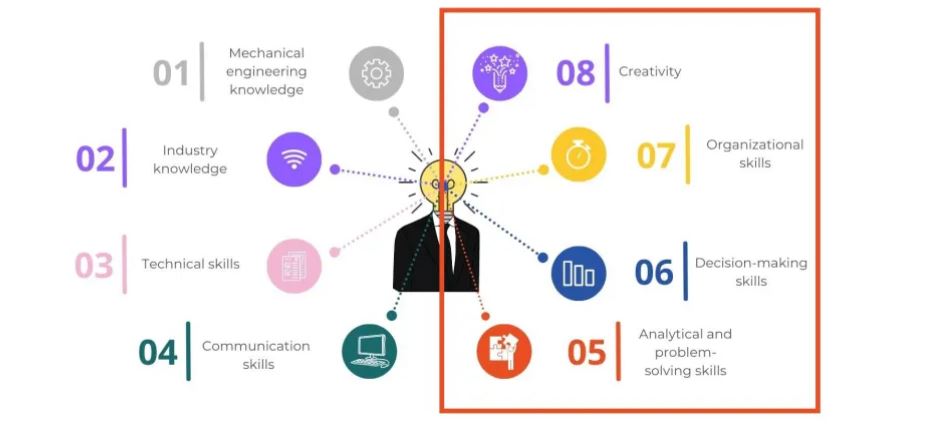 01
Mechanical
engineering
knowledge
02
Industry
knowledge
03
Technical skills
04
Communication
skills
08
Creativity
07
Organizational
skills
06
Decision-making
skills
05
Analytical and
problem-
solving skills